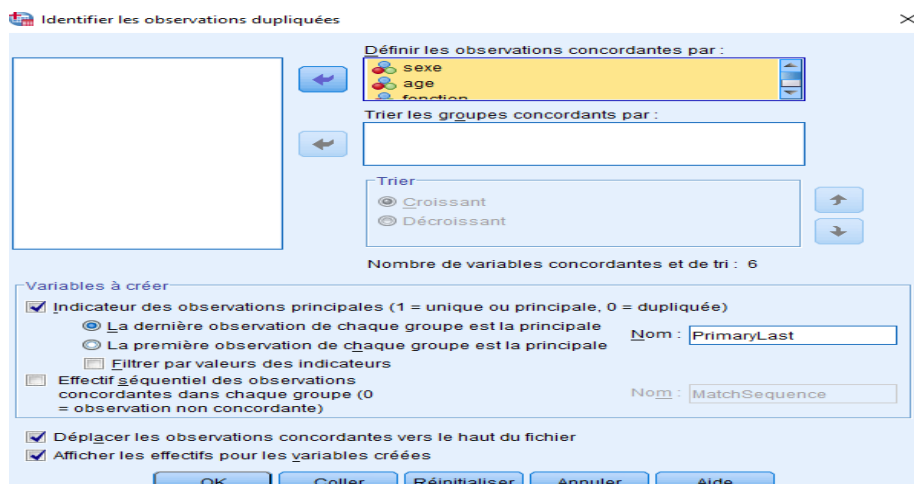 Identifier les observations dupliquées
Définir les observations concordantes par :
sexe
age
fonction
Trier les groupes concordants par :
Trier
Croissant
Décroissant
Nombre de variables concordantes et de tri : 6
Variables à créer
Indicateur des observations principales (1 = unique ou principale, 0 = dupliquée)
La dernière observation de chaque groupe est la principale
La première observation de chaque groupe est la principale
Nom : PrimaryLast
Filtrer par valeurs des indicateurs
Effectif séquentiel des observations
concordantes dans chaque groupe (0
= observation non concordante)
Nom : MatchSequence
Déplacer les observations concordantes vers le haut du fichier
Afficher les effectifs pour les variables créées
OK Coller Réinitialiser Annuler Aide